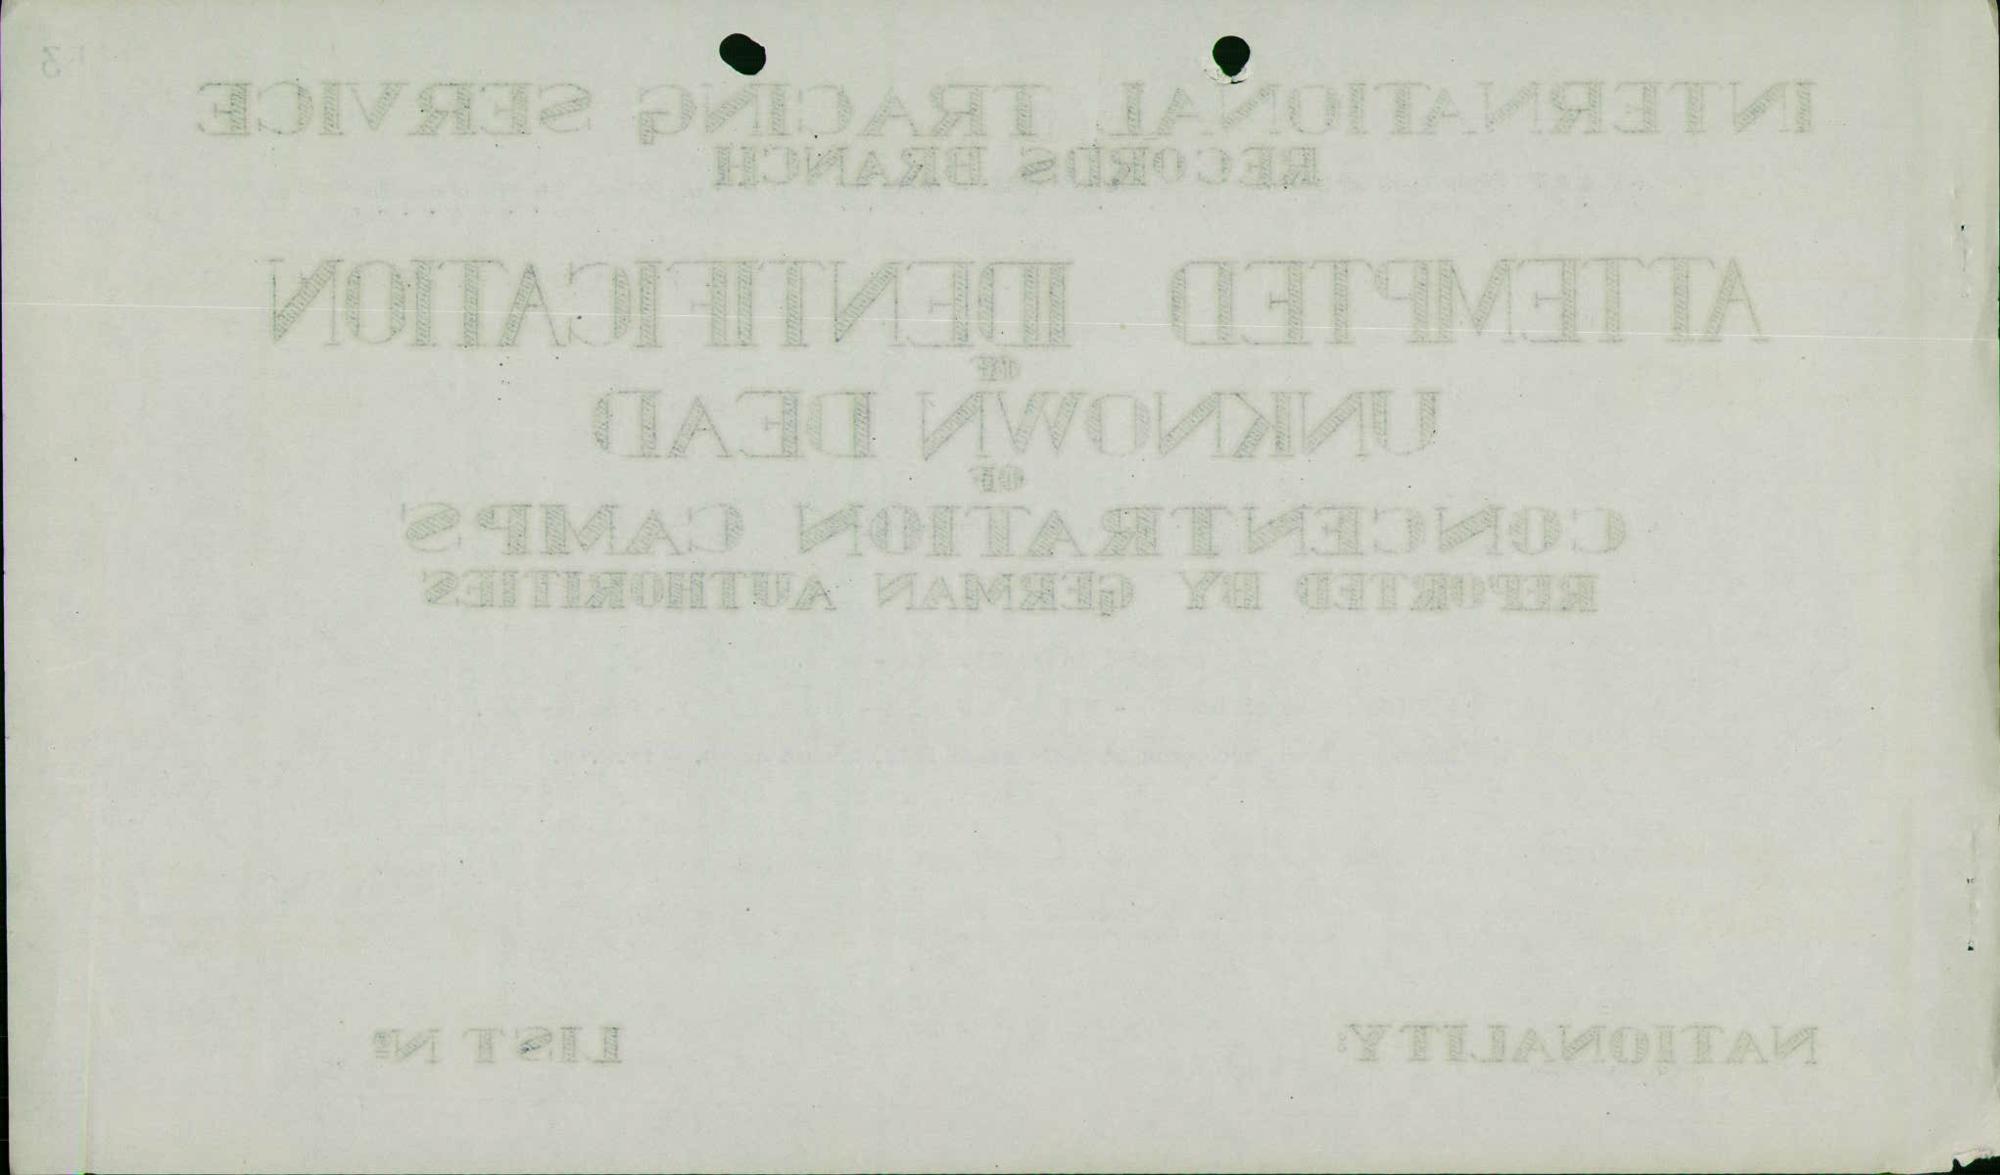 INTERNATIONAL TRACING SERVICE
RECORDS BRANCH
ATTEMPTED IDENTIFICATION
OF
UNKNOWN DEAD
OF
CONCENTRATION CAMPS
REPORTED BY GERMAN AUTHORITIES
NATIONALITY: LIST Nº